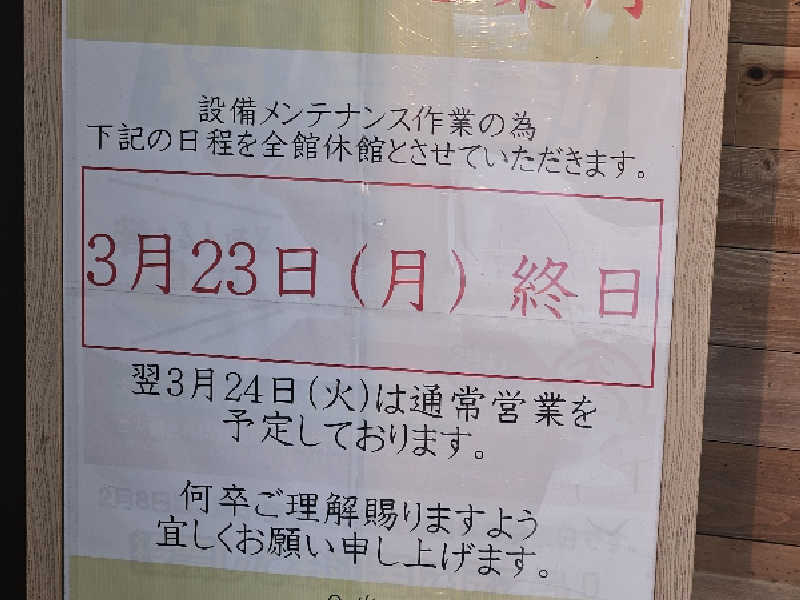 設備メンテナンス作業の為
下記の日程を全館休館とさせていただきます。
3月23日(月) 終日
翌3月24日(火)は通常営業を
予定しております。
何卒ご理解賜りますよう
宜しくお願い申し上げます。